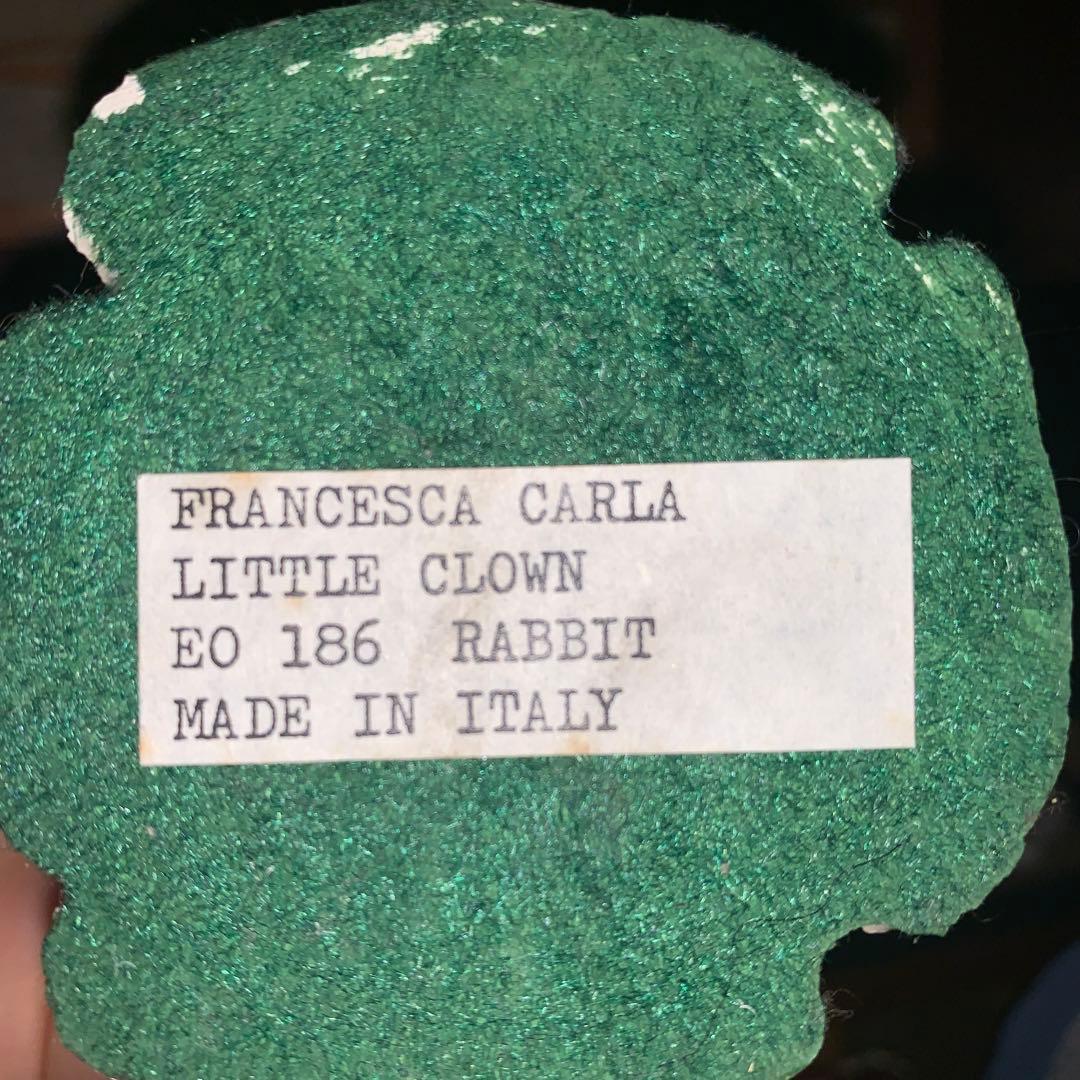 FRANCESCA CARLA
LITTLE CLOWN
EO 186 RABBIT
MADE IN ITALY